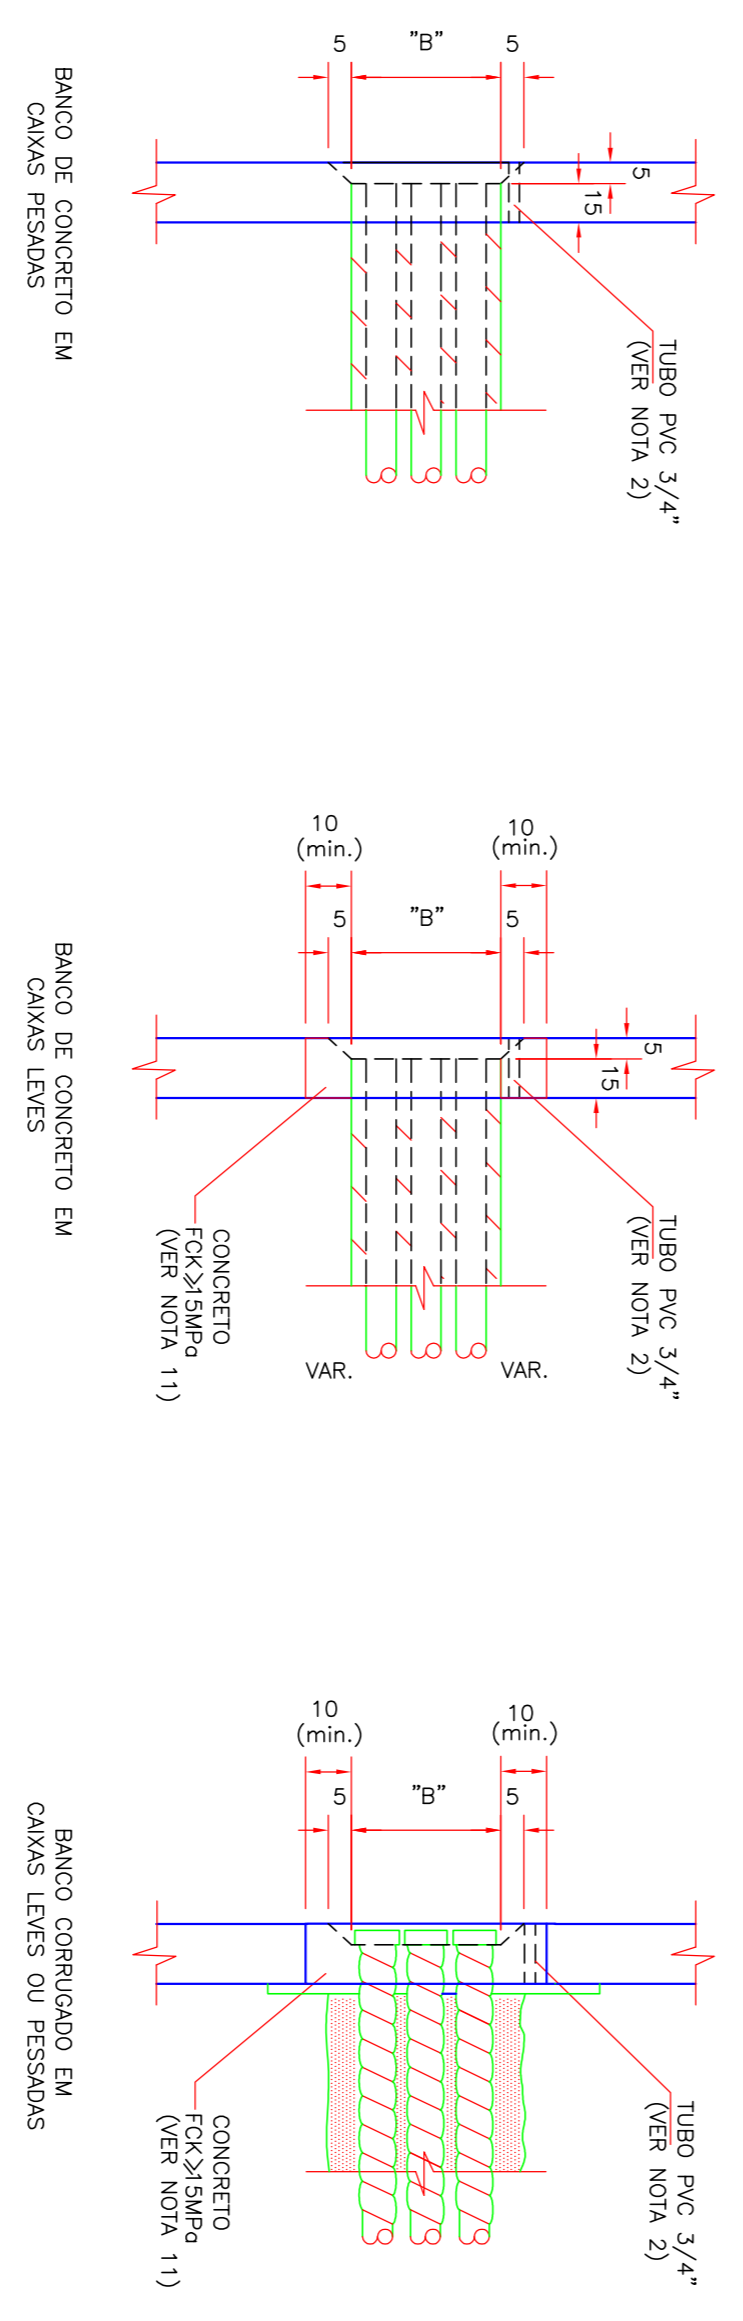 5
"B"
5
5
15
TUBO PVC 3/4"
(VER NOTA 2)
BANCO DE CONCRETO EM
CAIXAS PESADAS
10
(min.)
10
(min.)
5
"B"
5
5
15
TUBO PVC 3/4"
(VER NOTA 2)
CONCRETO
FCK⩾15MPa
(VER NOTA 11)
VAR.
VAR.
BANCO DE CONCRETO EM
CAIXAS LEVES
10
(min.)
10
(min.)
5
"B"
5
TUBO PVC 3/4"
(VER NOTA 2)
CONCRETO
FCK⩾15MPa
(VER NOTA 11)
BANCO CORRUGADO EM
CAIXAS LEVES OU PESSADAS